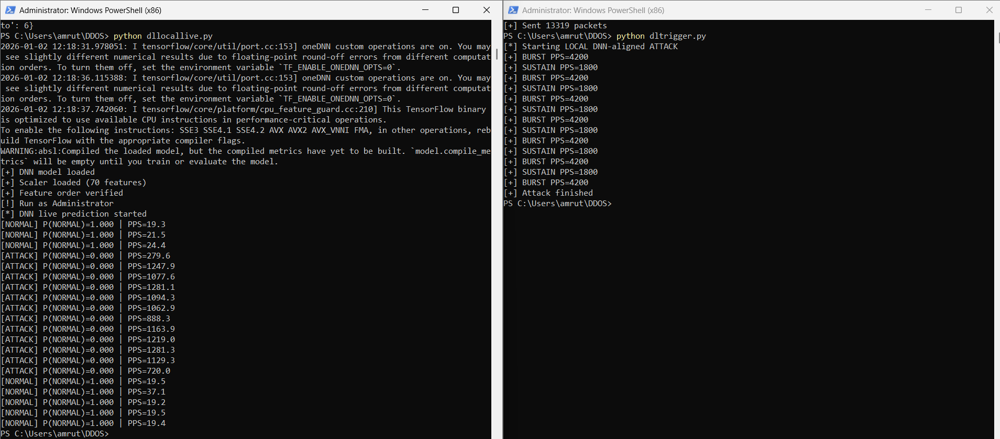 Administrator: Windows PowerShell (x86)
to': 6}
PS C:\Users\amrut\DDOS> python dllocallive.py
2026-01-02 12:18:31.978051: I tensorflow/core/util/port.cc:153] oneDNN custom operations are on. You may
 see slightly different numerical results due to floating-point round-off errors from different computat
ion orders. To turn them off, set the environment variable `TF_ENABLE_ONEDNN_OPTS=0`.
2026-01-02 12:18:36.115388: I tensorflow/core/util/port.cc:153] oneDNN custom operations are on. You may
 see slightly different numerical results due to floating-point round-off errors from different computat
ion orders. To turn them off, set the environment variable `TF_ENABLE_ONEDNN_OPTS=0`.
2026-01-02 12:18:37.742060: I tensorflow/core/platform/cpu_feature_guard.cc:210] This TensorFlow binary
is optimized to use available CPU instructions in performance-critical operations.
To enable the following instructions: SSE3 SSE4.1 SSE4.2 AVX AVX2 AVX_VNNI FMA, in other operations, reb
uild TensorFlow with the appropriate compiler flags.
WARNING:absl:Compiled the loaded model, but the compiled metrics have yet to be built. `model.compile_me
trics` will be empty until you train or evaluate the model.
[+] DNN model loaded
[+] Scaler loaded (70 features)
[+] Feature order verified
[!] Run as Administrator
[*] DNN live prediction started
[NORMAL] P(NORMAL)=1.000 | PPS=19.3
[NORMAL] P(NORMAL)=1.000 | PPS=21.5
[NORMAL] P(NORMAL)=1.000 | PPS=24.4
[ATTACK] P(NORMAL)=0.000 | PPS=279.6
[ATTACK] P(NORMAL)=0.000 | PPS=1247.9
[ATTACK] P(NORMAL)=0.000 | PPS=1077.6
[ATTACK] P(NORMAL)=0.000 | PPS=1281.1
[ATTACK] P(NORMAL)=0.000 | PPS=1094.3
[ATTACK] P(NORMAL)=0.000 | PPS=1062.9
[ATTACK] P(NORMAL)=0.000 | PPS=888.3
[ATTACK] P(NORMAL)=0.000 | PPS=1163.9
[ATTACK] P(NORMAL)=0.000 | PPS=1219.0
[ATTACK] P(NORMAL)=0.000 | PPS=1281.3
[ATTACK] P(NORMAL)=0.000 | PPS=1129.3
[ATTACK] P(NORMAL)=0.000 | PPS=720.0
[NORMAL] P(NORMAL)=1.000 | PPS=19.5
[NORMAL] P(NORMAL)=1.000 | PPS=37.1
[NORMAL] P(NORMAL)=1.000 | PPS=19.2
[NORMAL] P(NORMAL)=1.000 | PPS=19.5
[NORMAL] P(NORMAL)=1.000 | PPS=19.4
PS C:\Users\amrut\DDOS>
Administrator: Windows PowerShell (x86)
[+] Sent 13319 packets
PS C:\Users\amrut\DDOS> python dltrigger.py
[*] Starting LOCAL DNN-aligned ATTACK
[+] BURST PPS=4200
[+] SUSTAIN PPS=1800
[+] BURST PPS=4200
[+] SUSTAIN PPS=1800
[+] BURST PPS=4200
[+] SUSTAIN PPS=1800
[+] BURST PPS=4200
[+] SUSTAIN PPS=1800
[+] BURST PPS=4200
[+] SUSTAIN PPS=1800
[+] BURST PPS=4200
[+] SUSTAIN PPS=1800
[+] BURST PPS=4200
[+] Attack finished
PS C:\Users\amrut\DDOS>